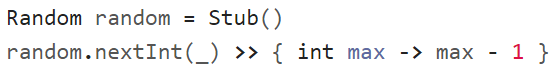 Random random = Stub()
random.nextInt(_) >> { int max -> max - 1 }